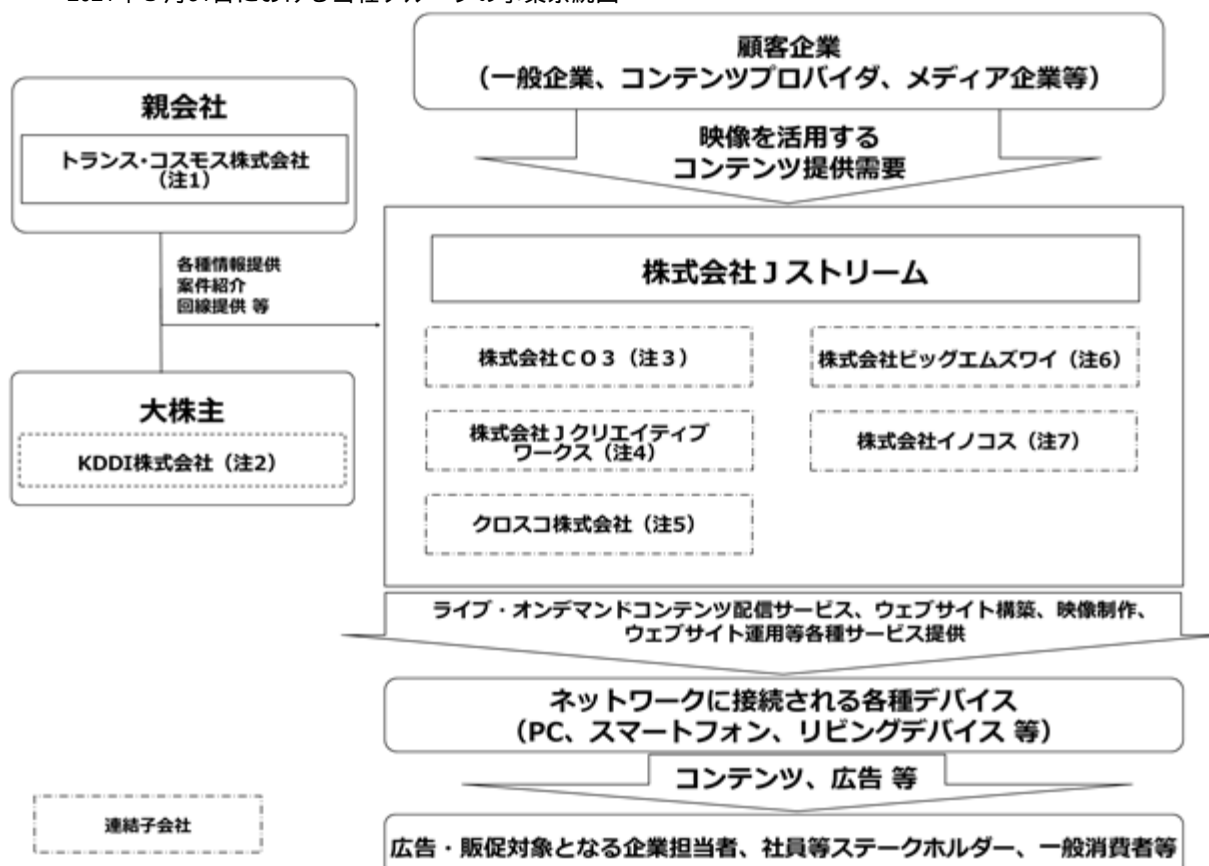 顧客企業
（一般企業、コンテンツプロバイダ、メディア企業等）
親会社
トランス・コスモス株式会社
（注1）
映像を活用する
コンテンツ提供需要
各種情報提供
案件紹介
回線提供 等
株式会社Ｊストリーム
株式会社ＣＯ３（注３）
株式会社ビッグエムズワイ（注6）
大株主
KDDI株式会社（注2）
株式会社Ｊクリエイティブ
ワークス（注4）
株式会社イノコス（注7）
クロスコ株式会社（注5）
ライブ・オンデマンドコンテンツ配信サービス、ウェブサイト構築、映像制作、
ウェブサイト運用等各種サービス提供
ネットワークに接続される各種デバイス
（PC、スマートフォン、リビングデバイス 等）
コンテンツ、広告 等
連結子会社
広告・販促対象となる企業担当者、社員等ステークホルダー、一般消費者等